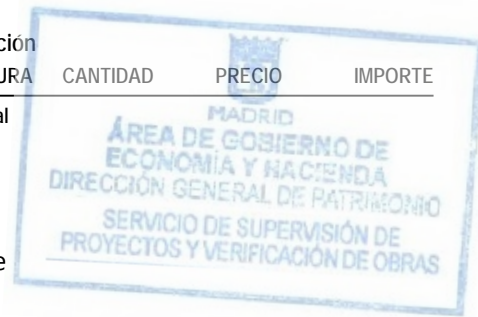 ción
URA CANTIDAD PRECIO IMPORTE
al
MADRID
ÁREA DE GOBIERNO DE
ECONOMÍA Y HACIENDA
DIRECCIÓN GENERAL DE PATRIMONIO
SERVICIO DE SUPERVISIÓN DE
PROYECTOS Y VERIFICACIÓN DE OBRAS
e